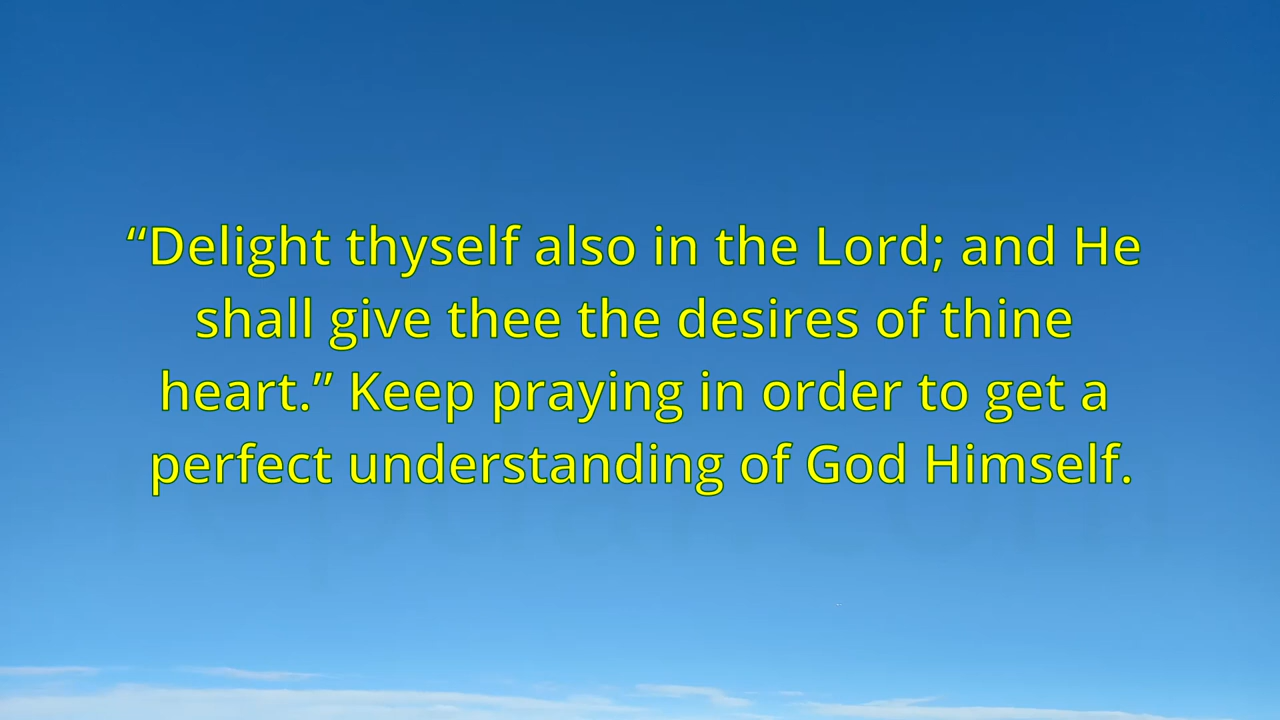 “Delight thyself also in the Lord; and He
shall give thee the desires of thine
heart.” Keep praying in order to get a
perfect understanding of God Himself.